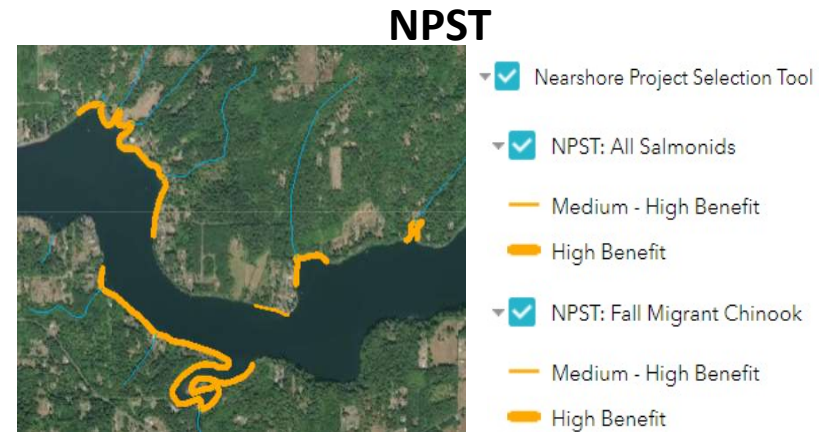 NPST
Nearshore Project Selection Tool
NPST: All Salmonids
Medium - High Benefit
High Benefit
NPST: Fall Migrant Chinook
Medium - High Benefit
High Benefit